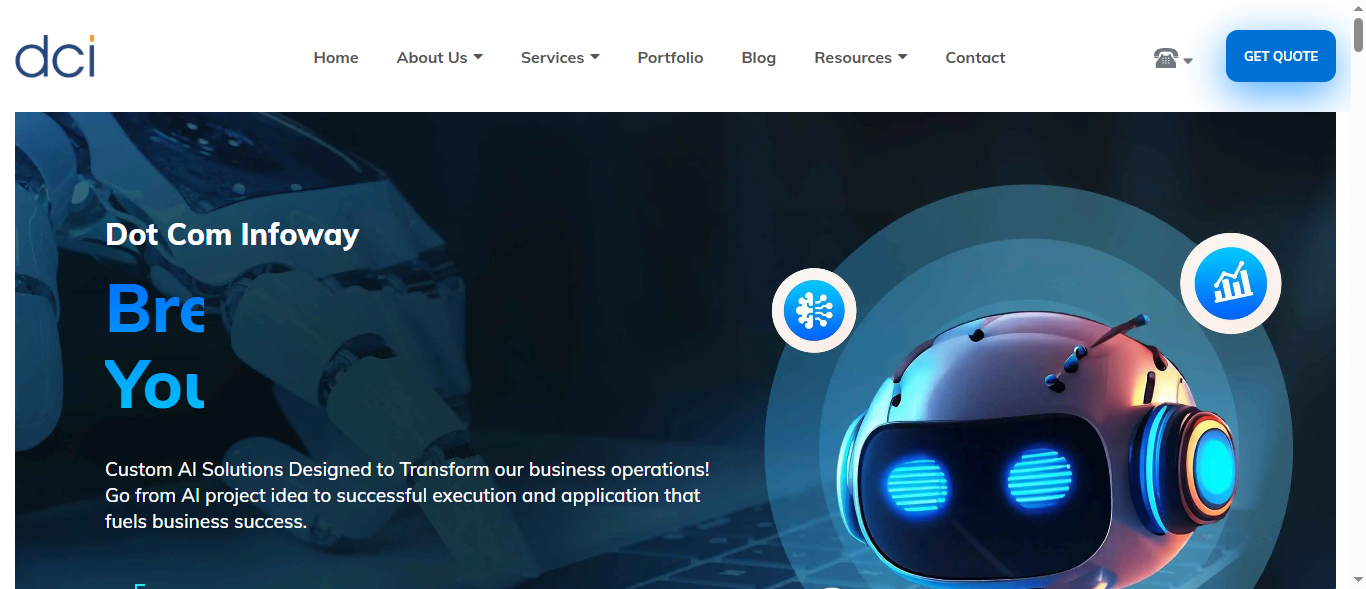 dci
Home About Us Services Portfolio Blog Resources Contact
GET QUOTE
Dot Com Infoway
Bre
You
Custom AI Solutions Designed to Transform our business operations!
Go from AI project idea to successful execution and application that
fuels business success.